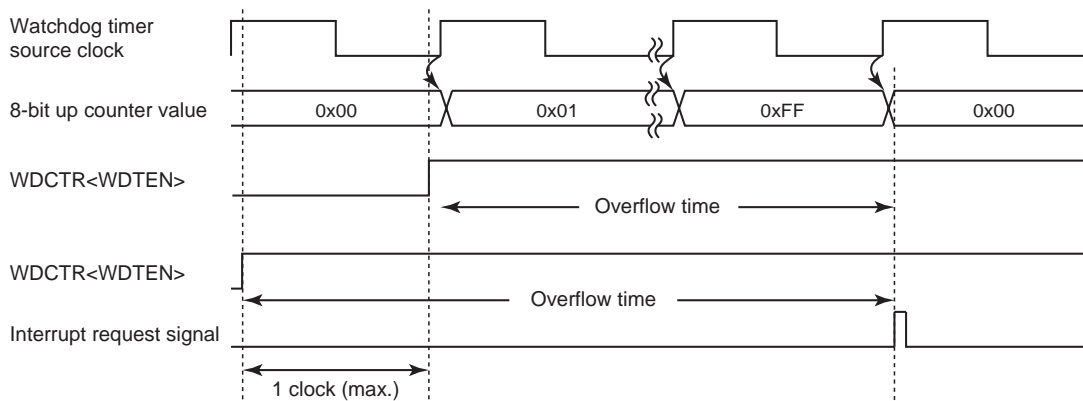 Watchdog timer
source clock
8-bit up counter value
0x00
0x01
0xFF
0x00
WDCTR<WDTEN>
Overflow time
WDCTR<WDTEN>
Overflow time
Interrupt request signal
1 clock (max.)